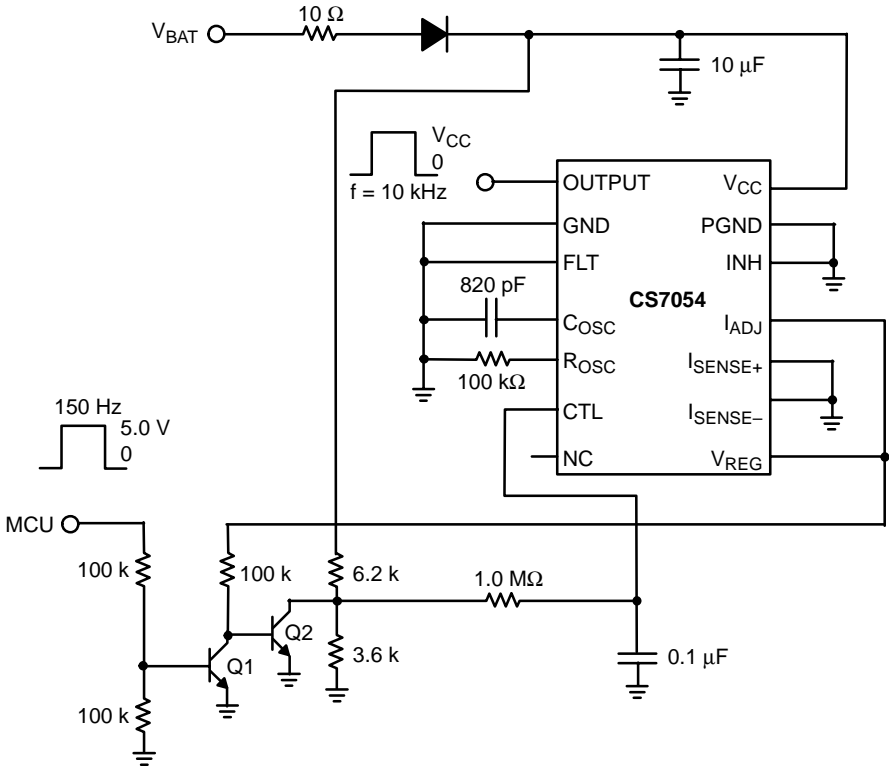 10 Ω
V_BAT
10 μF
V_CC
0
f = 10 kHz
OUTPUT
V_CC
GND
PGND
FLT
INH
820 pF
CS7054
C_OSC
I_ADJ
R_OSC
I_SENSE+
100 kΩ
CTL
I_SENSE–
NC
V_REG
150 Hz
5.0 V
0
MCU
100 k
100 k
6.2 k
1.0 MΩ
Q1
Q2
3.6 k
0.1 μF
100 k